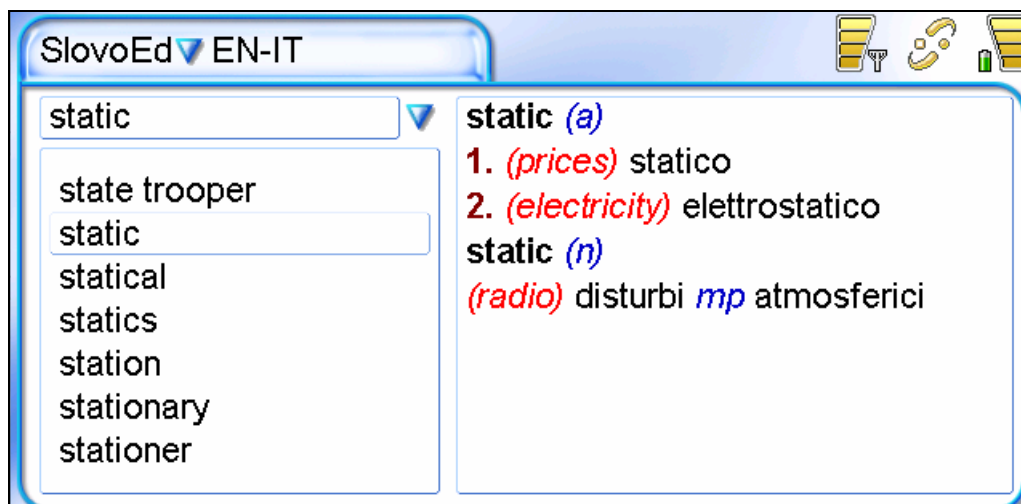 SlovoEd EN-IT
static
state trooper
static
statical
statics
station
stationary
stationer
static (a)
1. (prices) statico
2. (electricity) elettrostatico
static (n)
(radio) disturbi mp atmosferici